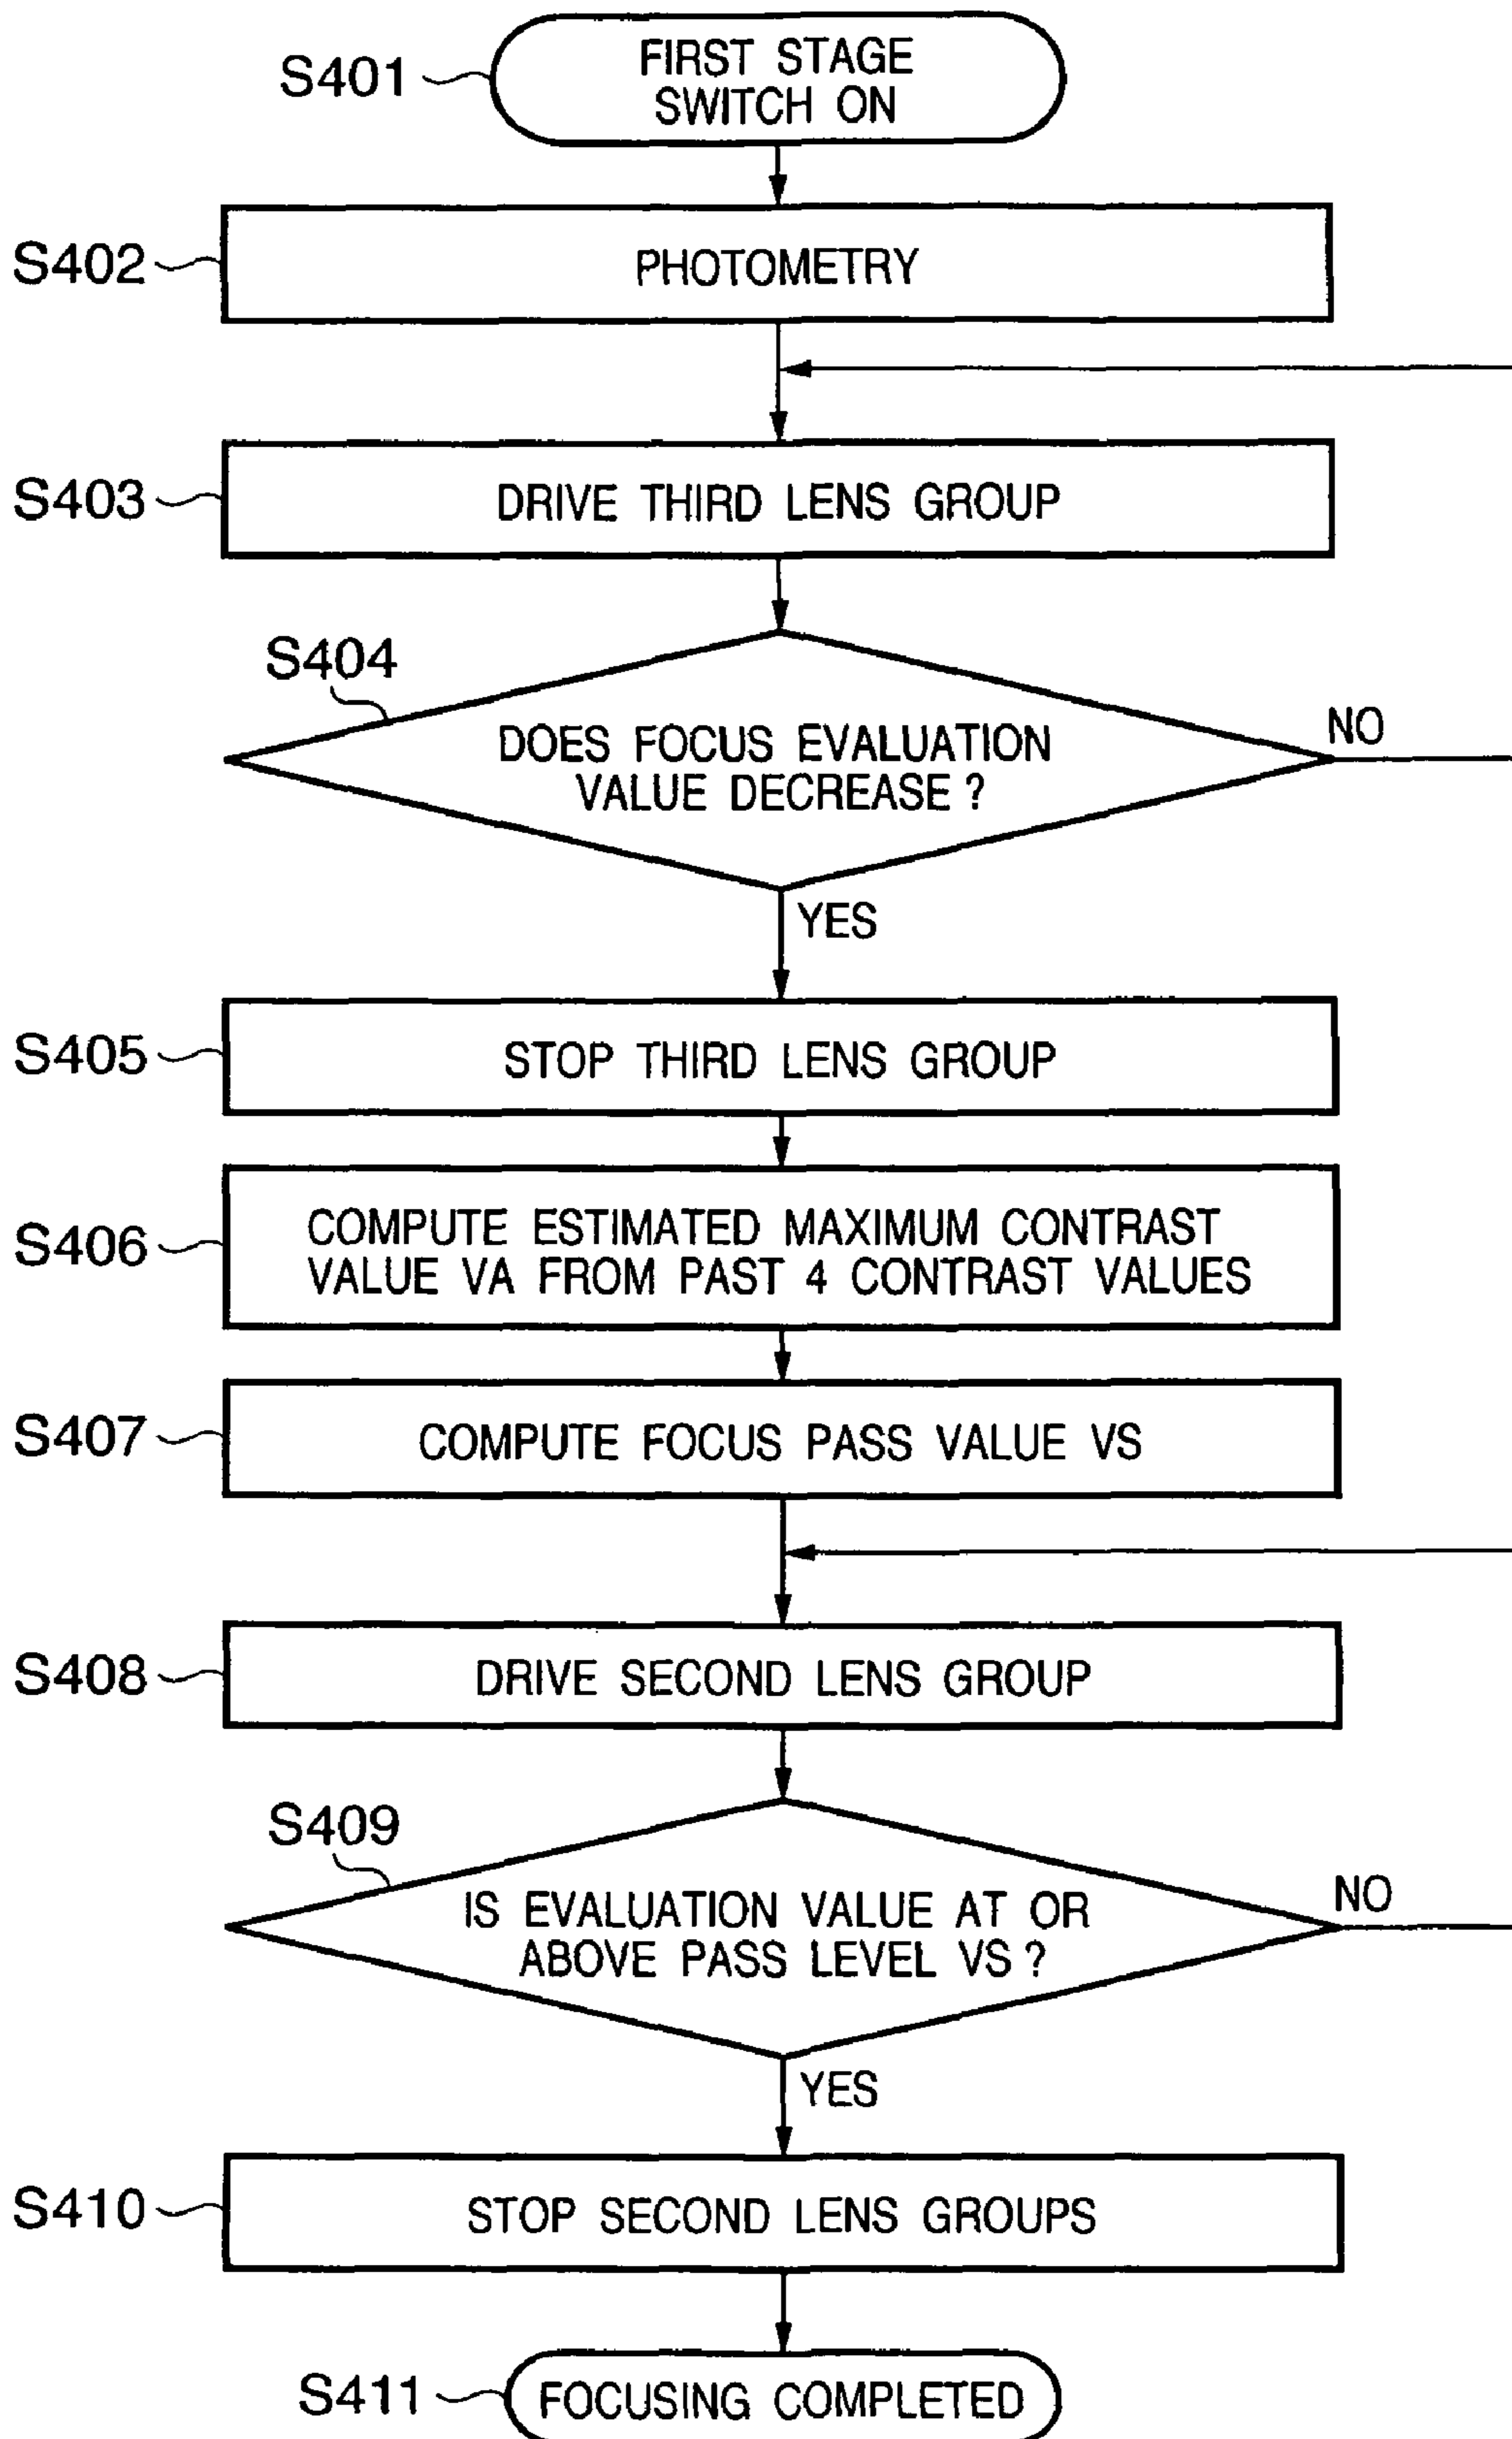 S401
FIRST STAGE
SWITCH ON
S402
PHOTOMETRY
S403
DRIVE THIRD LENS GROUP
S404
DOES FOCUS EVALUATION
VALUE DECREASE ?
NO
YES
S405
STOP THIRD LENS GROUP
S406
COMPUTE ESTIMATED MAXIMUM CONTRAST
VALUE VA FROM PAST 4 CONTRAST VALUES
S407
COMPUTE FOCUS PASS VALUE VS
S408
DRIVE SECOND LENS GROUP
S409
IS EVALUATION VALUE AT OR
ABOVE PASS LEVEL VS ?
NO
YES
S410
STOP SECOND LENS GROUPS
S411
FOCUSING COMPLETED